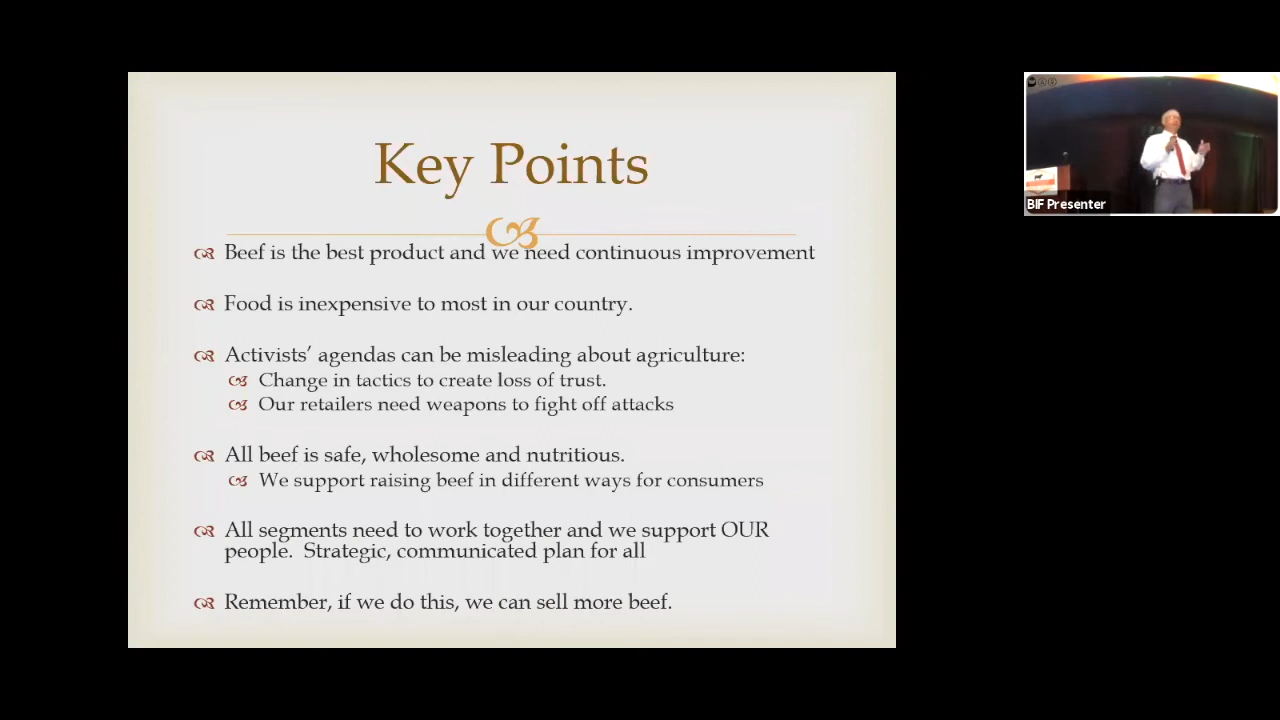 Key Points
Beef is the best product and we need continuous improvement
Food is inexpensive to most in our country.
Activists’ agendas can be misleading about agriculture:
Change in tactics to create loss of trust.
Our retailers need weapons to fight off attacks
All beef is safe, wholesome and nutritious.
We support raising beef in different ways for consumers
All segments need to work together and we support OUR
people.  Strategic, communicated plan for all
Remember, if we do this, we can sell more beef.
BIF Presenter